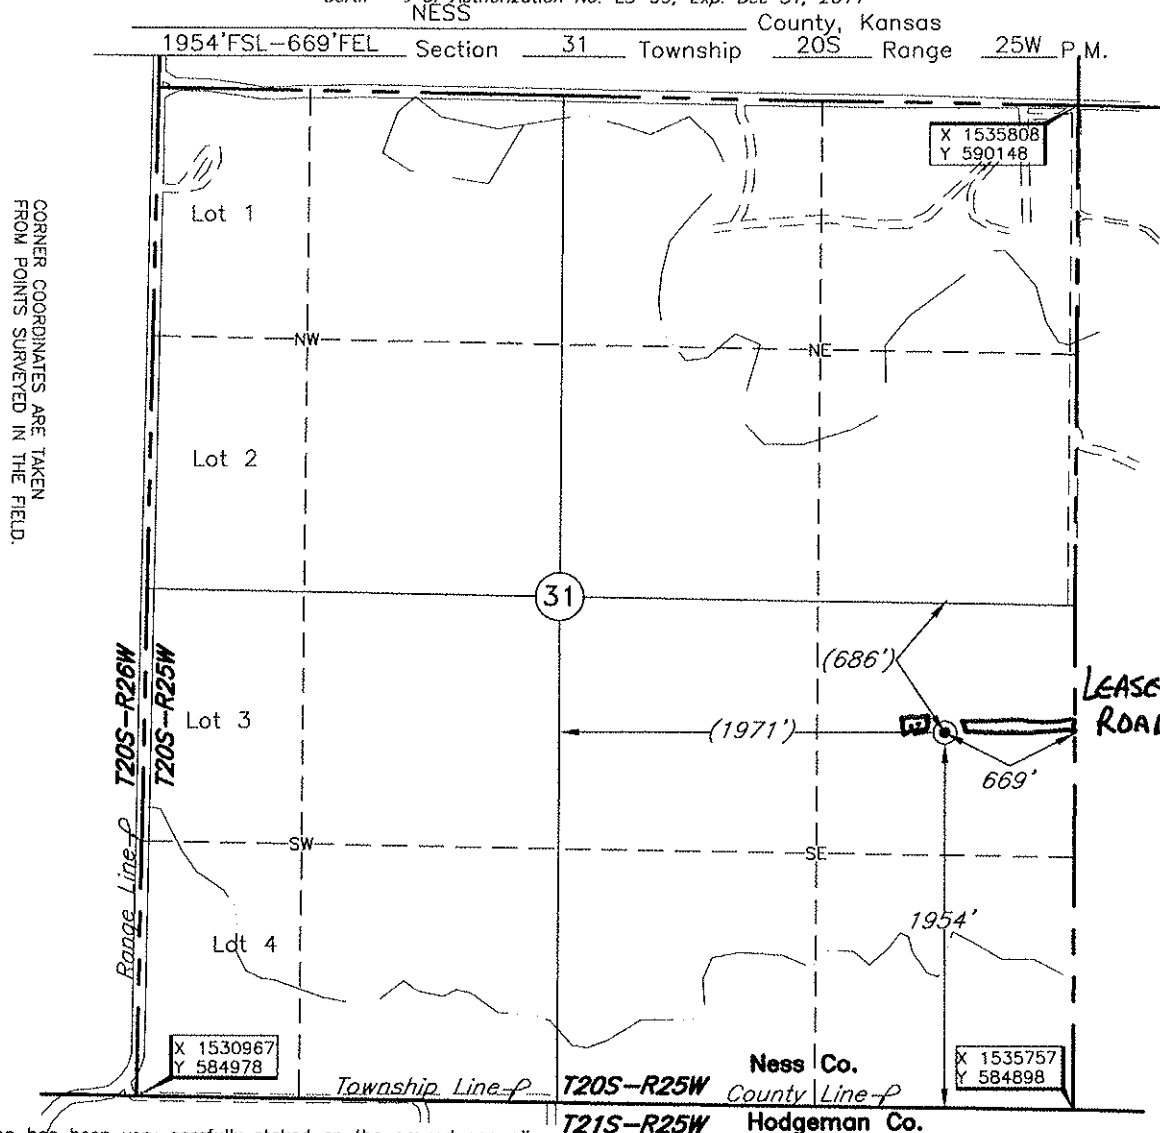 NESS
County, Kansas
1954'FSL-669'FEL Section 31 Township 20S Range 25W P.M.
X 1535808
Y 590148
CORNER COORDINATES ARE TAKEN
FROM POINTS SURVEYED IN THE FIELD.
Lot 1
NW
NE
Lot 2
31
(686')
T20S-R26W
T20S-R25W
LEASE
ROAD
Lot 3
(1971')
669'
SW
SE
Range Line
1954'
Lot 4
X 1530967
Y 584978
Ness Co.
X 1535757
Y 584898
Township Line
T20S-R25W
County Line
T21S-R25W
Hodgeman Co.